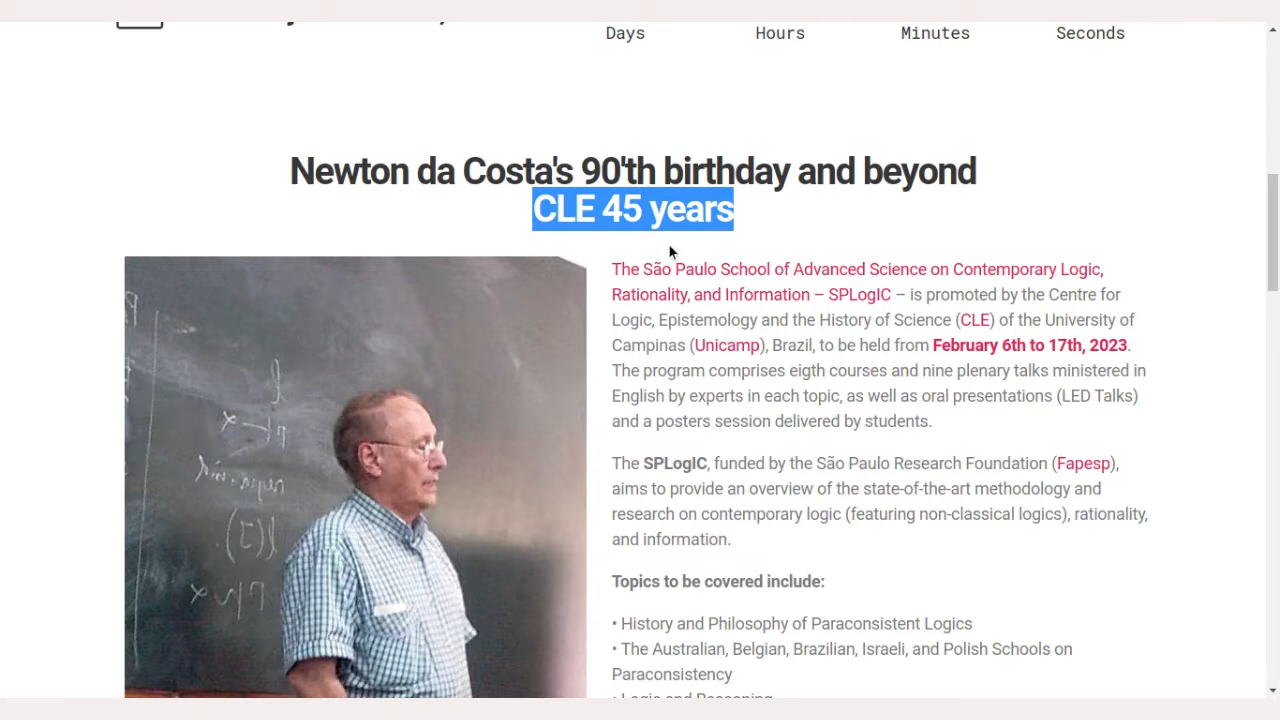 Days Hours Minutes Seconds
Newton da Costa's 90'th birthday and beyond
CLE 45 years
The São Paulo School of Advanced Science on Contemporary Logic,
Rationality, and Information – SPLogIC – is promoted by the Centre for
Logic, Epistemology and the History of Science (CLE) of the University of
Campinas (Unicamp), Brazil, to be held from February 6th to 17th, 2023.
The program comprises eigth courses and nine plenary talks ministered in
English by experts in each topic, as well as oral presentations (LED Talks)
and a posters session delivered by students.
The SPLogIC, funded by the São Paulo Research Foundation (Fapesp),
aims to provide an overview of the state-of-the-art methodology and
research on contemporary logic (featuring non-classical logics), rationality,
and information.
Topics to be covered include:
• History and Philosophy of Paraconsistent Logics
• The Australian, Belgian, Brazilian, Israeli, and Polish Schools on
Paraconsistency
• Logic and Reasoning